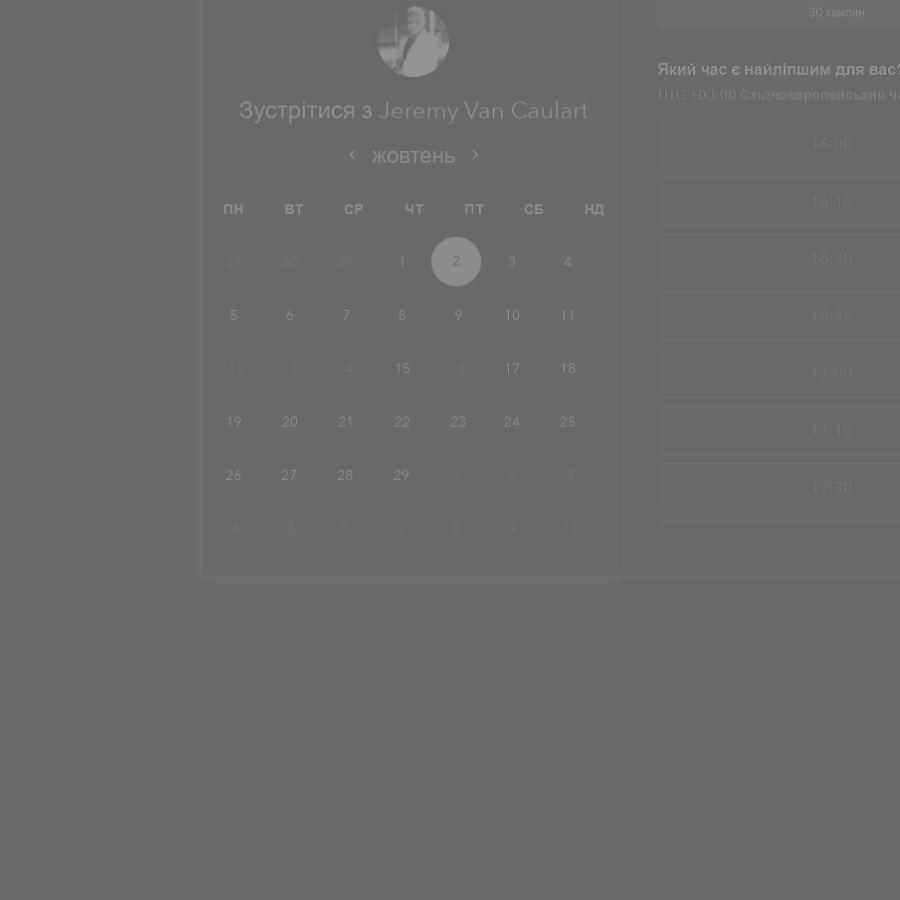 30 хвилин
Зустрітися з Jeremy Van Caulart
< жовтень >
ПН ВТ СР ЧТ ПТ СБ НД
29 30 31 1 2 3 4
5 6 7 8 9 10 11
12 13 14 15 16 17 18
19 20 21 22 23 24 25
26 27 28 29 1 2 3
4 5 6 7 8 9 10
Який час є найліпшим для вас?
UTC +03:00 Східноєвропейський
16:00
16:15
16:30
16:45
17:00
17:15
17:30